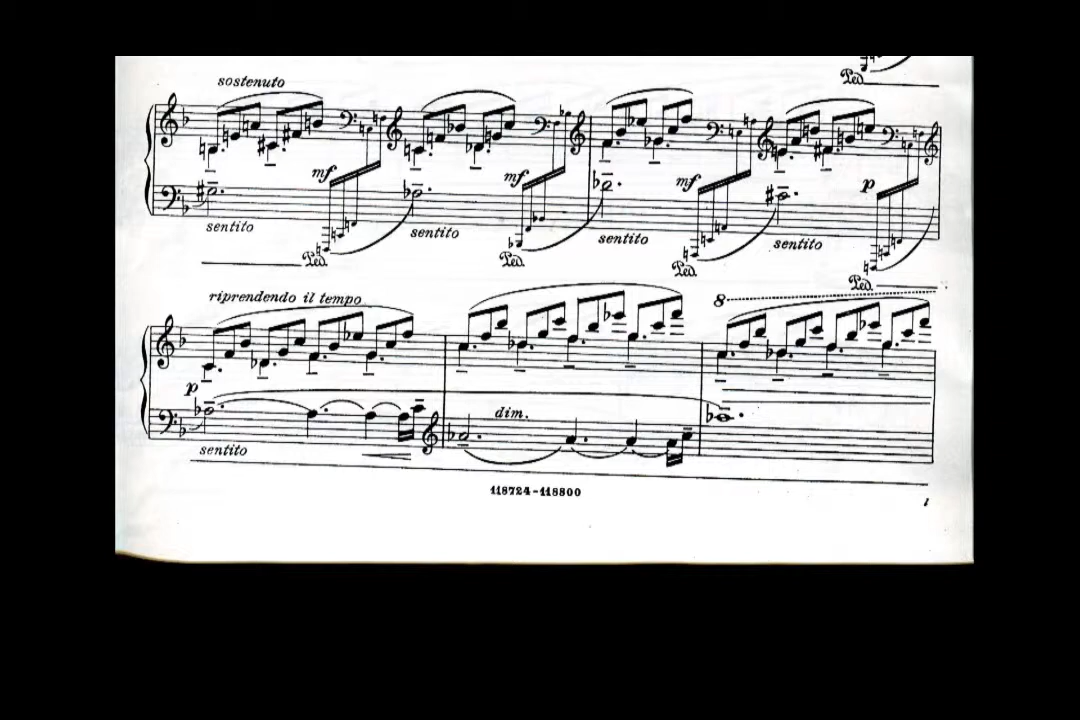 Ped.
sostenuto
mf mf mf p
sentito sentito sentito sentito
Ped. Ped. Ped. Ped.
riprendendo il tempo 8
p
dim.
sentito
118724-118800